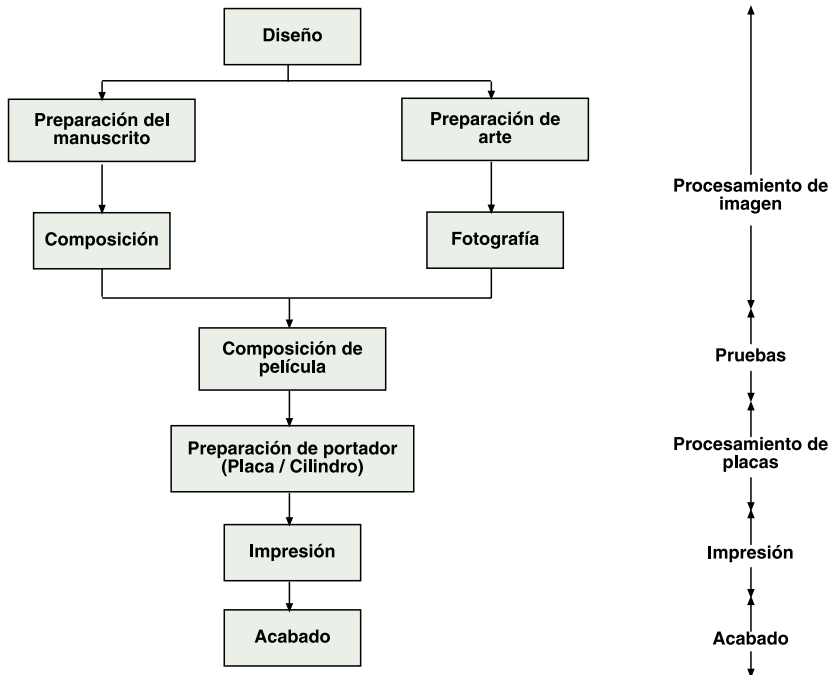 Diseño
Preparación del
manuscrito
Preparación de
arte
Procesamiento de
imagen
Composición
Fotografía
Composición de
película
Pruebas
Preparación de portador
(Placa / Cilindro)
Procesamiento de
placas
Impresión
Impresión
Acabado
Acabado